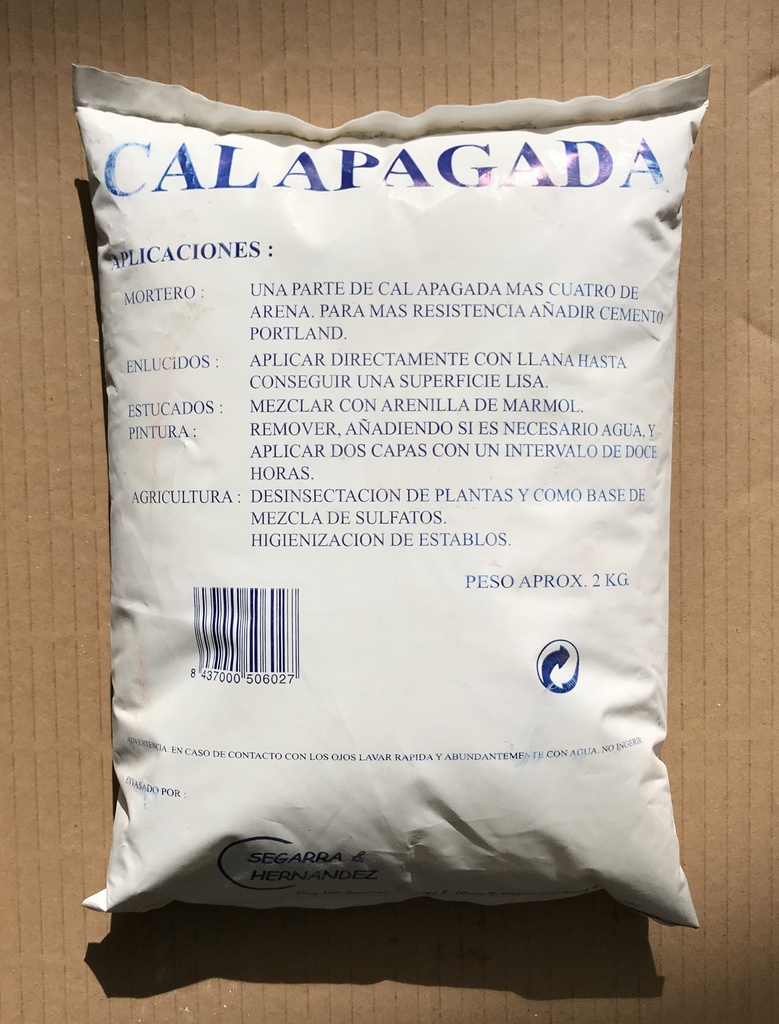 CAL APAGADA
APLICACIONES :
MORTERO : UNA PARTE DE CAL APAGADA MAS CUATRO DE
ARENA. PARA MAS RESISTENCIA AÑADIR CEMENTO
PORTLAND.
ENLUCIDOS : APLICAR DIRECTAMENTE CON LLANA HASTA
CONSEGUIR UNA SUPERFICIE LISA.
ESTUCADOS : MEZCLAR CON ARENILLA DE MARMOL.
PINTURA : REMOVER, AÑADIENDO SI ES NECESARIO AGUA, Y
APLICAR DOS CAPAS CON UN INTERVALO DE DOCE
HORAS.
AGRICULTURA : DESINSECTACION DE PLANTAS Y COMO BASE DE
MEZCLA DE SULFATOS.
HIGIENIZACION DE ESTABLOS.
PESO APROX. 2 KG.
8 437000 506027
ADVERTENCIA: EN CASO DE CONTACTO CON LOS OJOS LAVAR RAPIDA Y ABUNDANTEMENTE CON AGUA. NO INGERIR.
ENVASADO POR :
SEGARRA &
HERNANDEZ